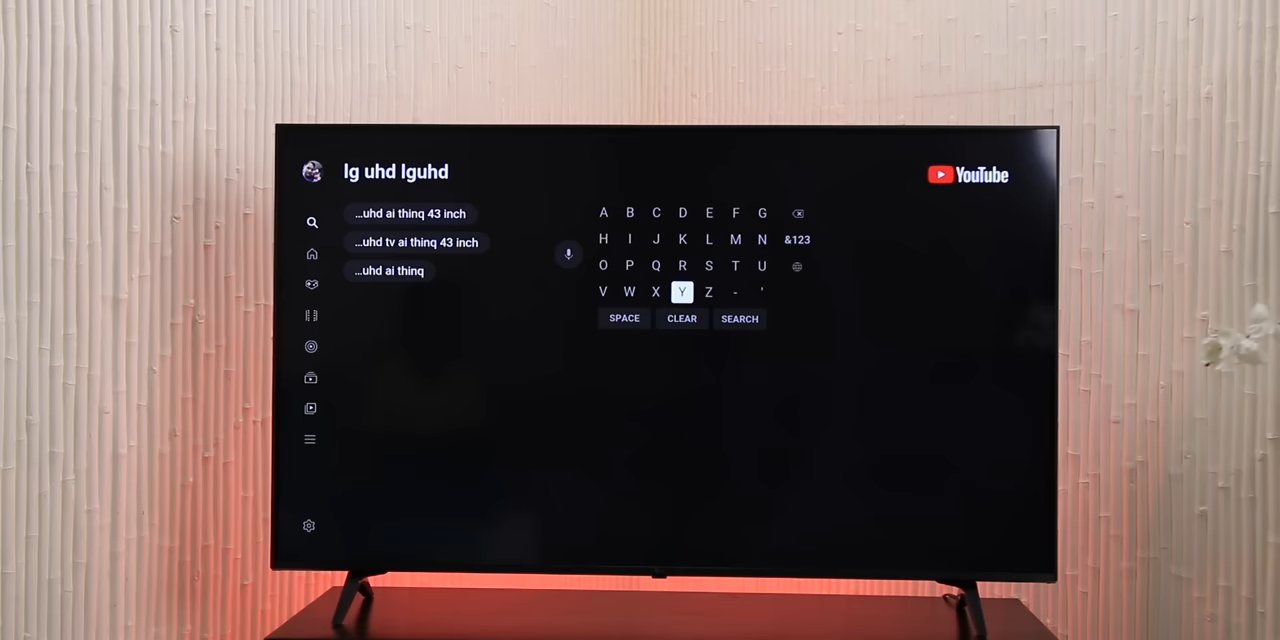 lg uhd lguhd
YouTube
...uhd ai thinq 43 inch
...uhd tv ai thinq 43 inch
...uhd ai thinq
A B C D E F G
H I J K L M N &123
O P Q R S T U
V W X Y Z - '
SPACE CLEAR SEARCH